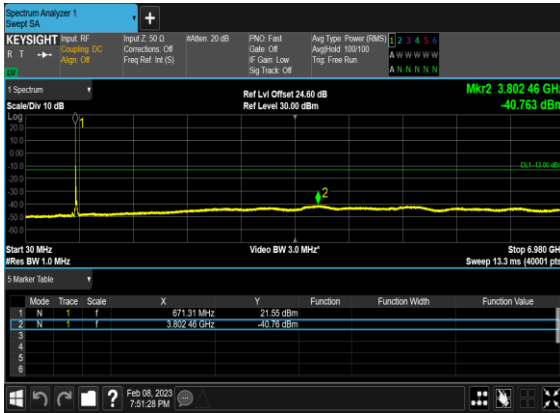 Spectrum Analyzer 1
Swept SA
+
KEYSIGHT Input: RF Input Z: 50 Ω #Atten: 20 dB PNO: Fast Avg Type: Power (RMS) 1 2 3 4 5 6
R T Coupling: DC Corrections: Off Gate: Off Avg|Hold: 100/100 A W W W W W
Align: Off Freq Ref: Int (S) IF Gain: Low Trig: Free Run
LXI Sig Track: Off A N N N N N
1 Spectrum Ref Lvl Offset 24.60 dB Mkr2 3.802 46 GHz
Scale/Div 10 dB Ref Level 30.00 dBm -40.763 dBm
Log 1
20.0
10.0
0.00
-10.0 DL1 -13.00 dBm
-20.0
-30.0 2
-40.0
-50.0
-60.0
Start 30 MHz Video BW 3.0 MHz* Stop 6.980 GHz
#Res BW 1.0 MHz Sweep 13.3 ms (40001 pts)
5 Marker Table
Mode Trace Scale X Y Function Function Width Function Value
1 N 1 f 671.31 MHz 21.55 dBm
2 N 1 f 3.802 46 GHz -40.76 dBm
3
4
5
6
? Feb 08, 2023
7:51:28 PM